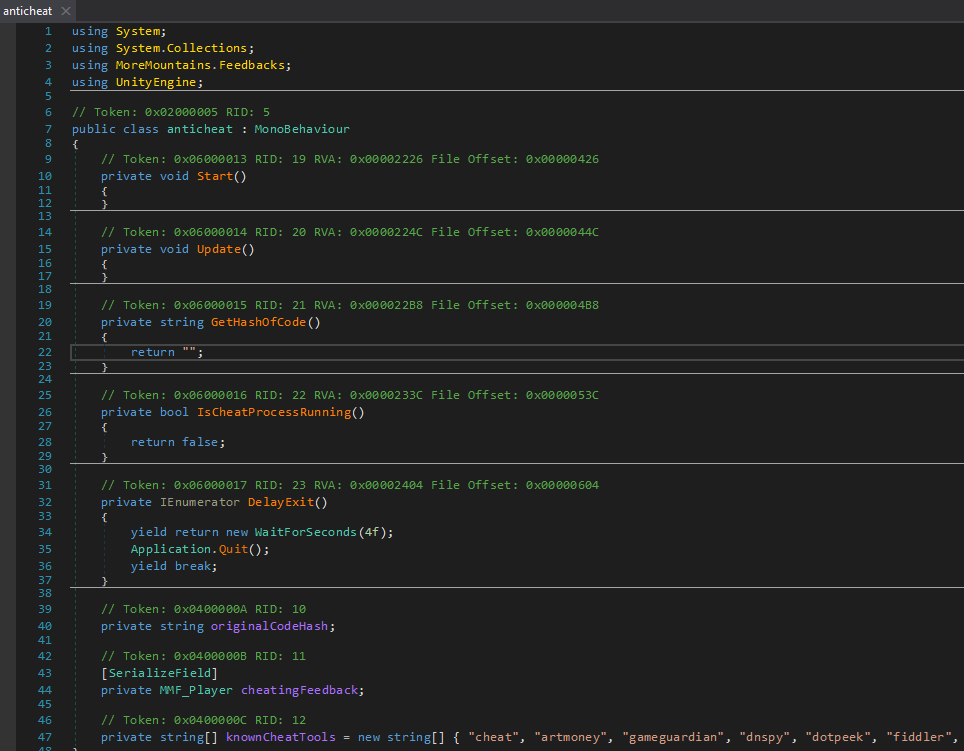 anticheat
1 using System;
2 using System.Collections;
3 using MoreMountains.Feedbacks;
4 using UnityEngine;
5
6 // Token: 0x02000005 RID: 5
7 public class anticheat : MonoBehaviour
8 {
9 // Token: 0x06000013 RID: 19 RVA: 0x00002226 File Offset: 0x00000426
10 private void Start()
11 {
12 }
13
14 // Token: 0x06000014 RID: 20 RVA: 0x0000224C File Offset: 0x0000044C
15 private void Update()
16 {
17 }
18
19 // Token: 0x06000015 RID: 21 RVA: 0x000022B8 File Offset: 0x000004B8
20 private string GetHashOfCode()
21 {
22 return "";
23 }
24
25 // Token: 0x06000016 RID: 22 RVA: 0x0000233C File Offset: 0x0000053C
26 private bool IsCheatProcessRunning()
27 {
28 return false;
29 }
30
31 // Token: 0x06000017 RID: 23 RVA: 0x00002404 File Offset: 0x00000604
32 private IEnumerator DelayExit()
33 {
34 yield return new WaitForSeconds(4f);
35 Application.Quit();
36 yield break;
37 }
38
39 // Token: 0x0400000A RID: 10
40 private string originalCodeHash;
41
42 // Token: 0x0400000B RID: 11
43 [SerializeField]
44 private MMF_Player cheatingFeedback;
45
46 // Token: 0x0400000C RID: 12
47 private string[] knownCheatTools = new string[] { "cheat", "artmoney", "gameguardian", "dnspy", "dotpeek", "fiddler",
48 }